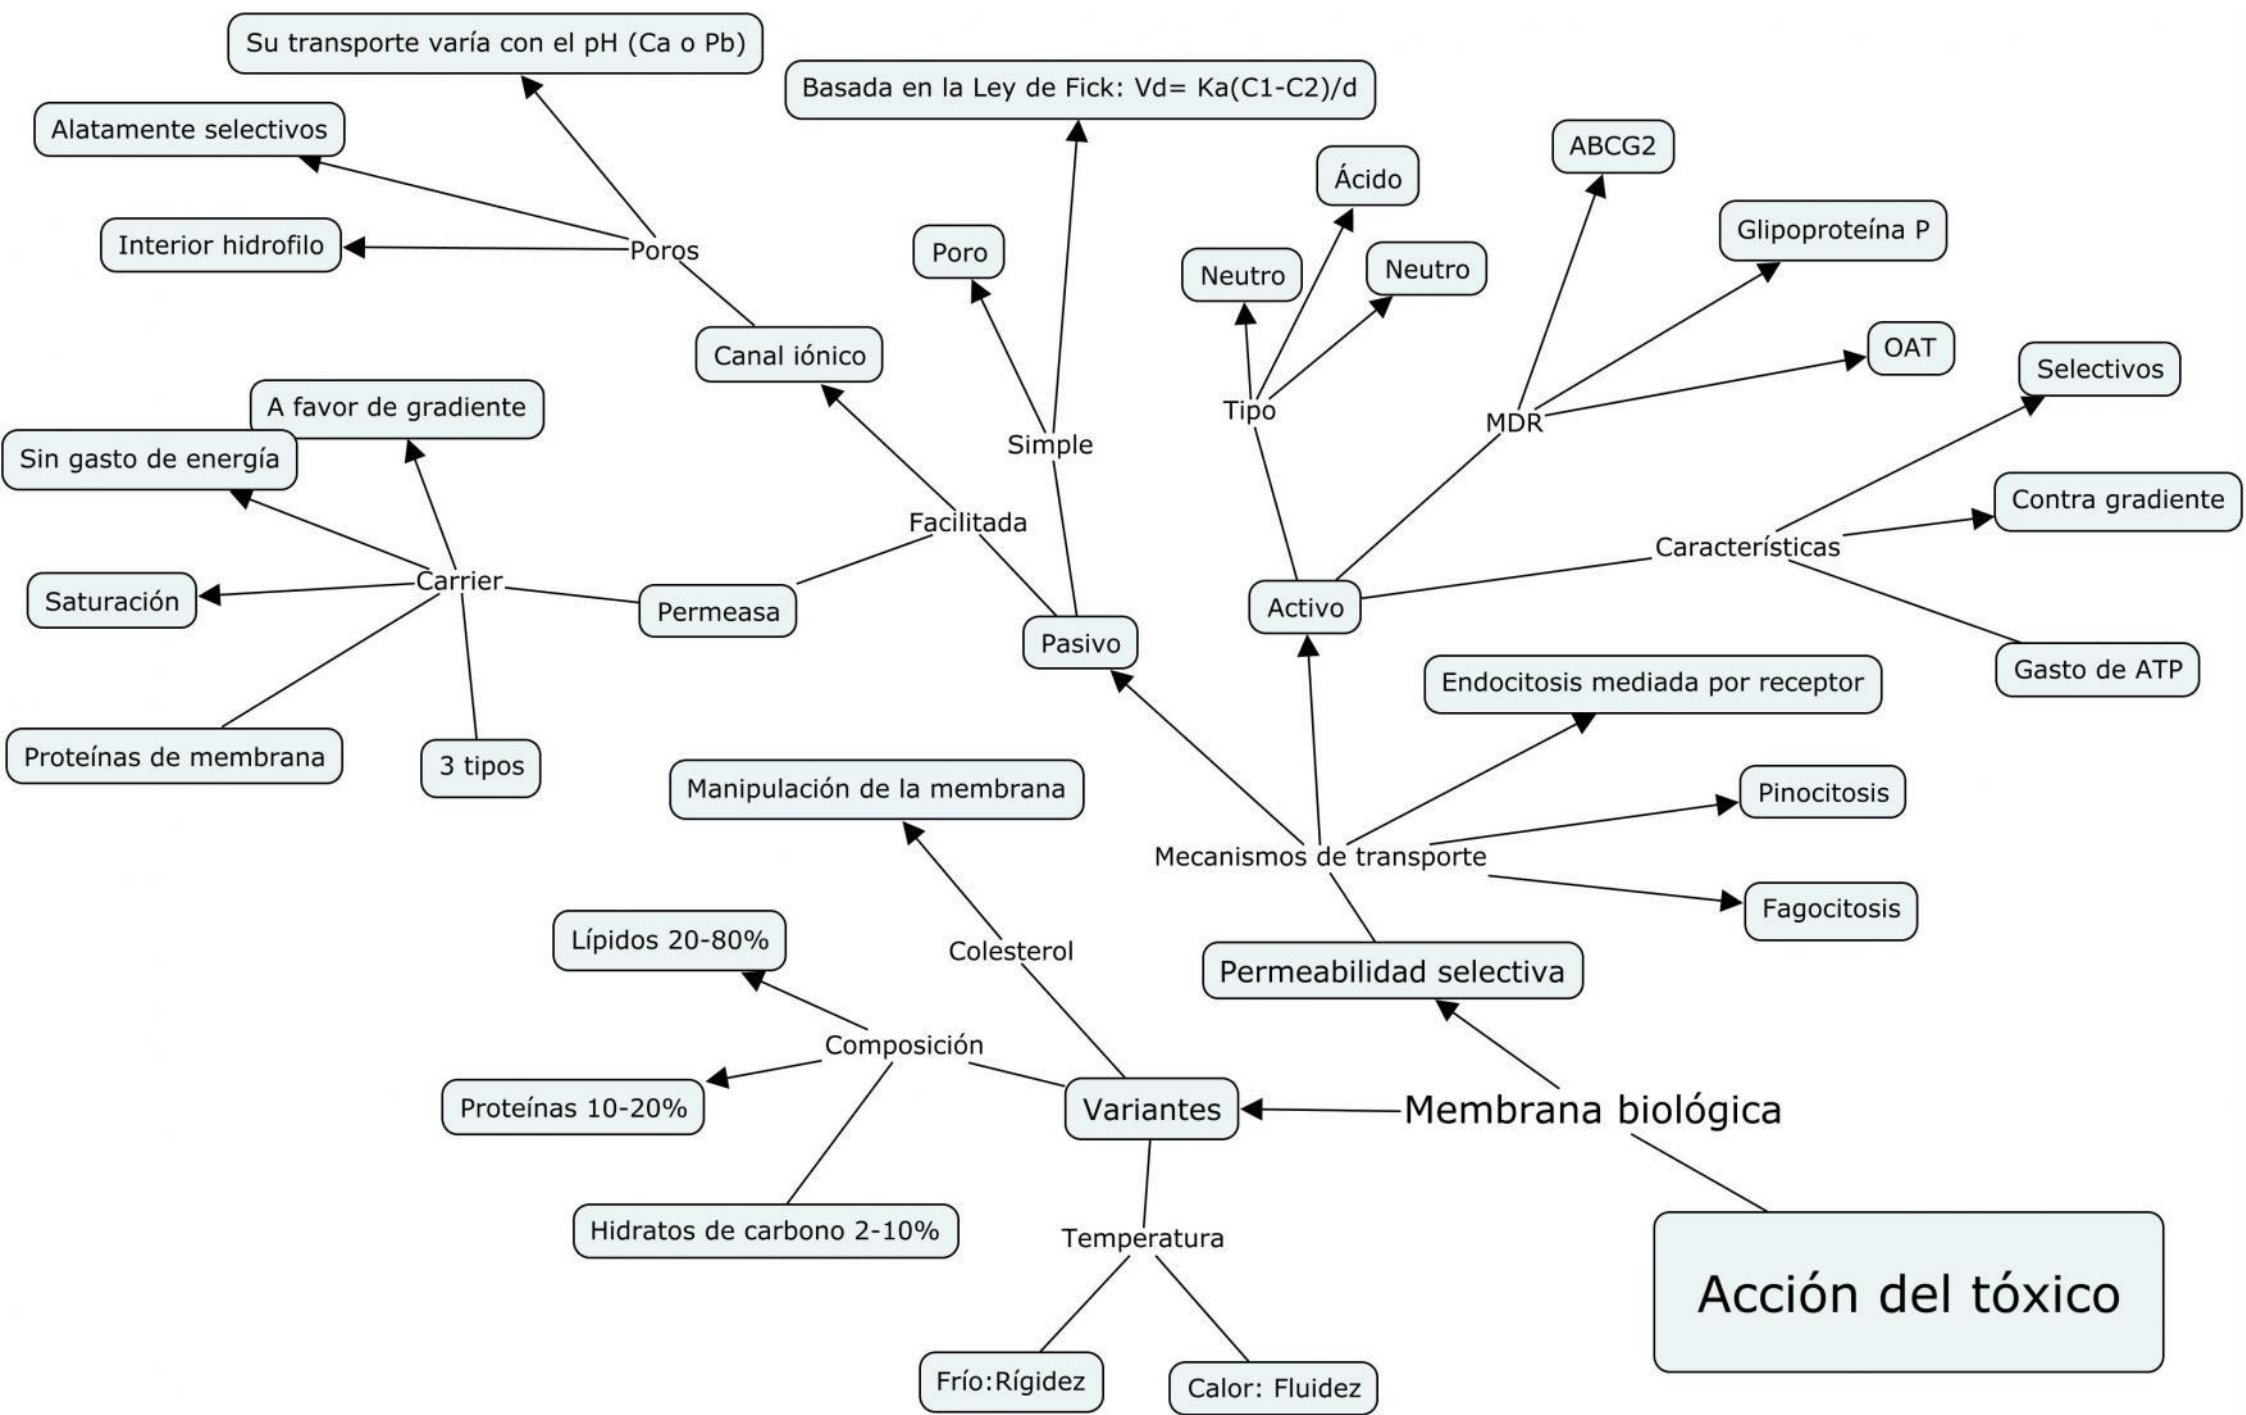 Su transporte varía con el pH (Ca o Pb)
Basada en la Ley de Fick: Vd= Ka(C1-C2)/d
Alatamente selectivos
ABCG2
Ácido
Glipoproteína P
Interior hidrofilo
Poros
Poro
Neutro
Neutro
Canal iónico
OAT
Selectivos
A favor de gradiente
Tipo
MDR
Simple
Sin gasto de energía
Contra gradiente
Facilitada
Características
Carrier
Saturación
Permeasa
Activo
Pasivo
Gasto de ATP
Endocitosis mediada por receptor
Proteínas de membrana
3 tipos
Manipulación de la membrana
Pinocitosis
Mecanismos de transporte
Fagocitosis
Lípidos 20-80%
Colesterol
Permeabilidad selectiva
Composición
Proteínas 10-20%
Variantes
Membrana biológica
Hidratos de carbono 2-10%
Temperatura
Acción del tóxico
Frío:Rígidez
Calor: Fluidez